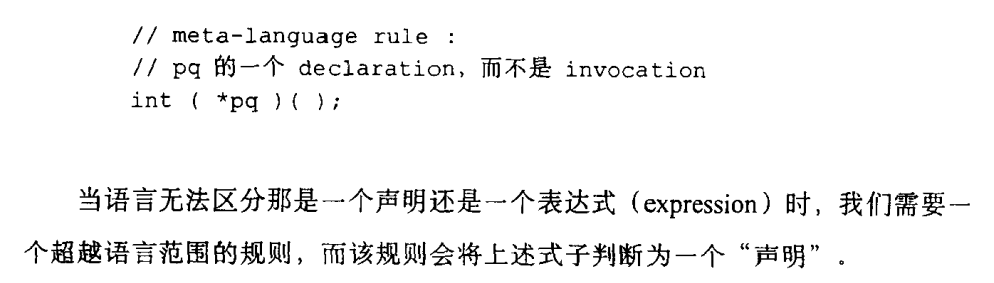 // meta-language rule :
// pq 的一个 declaration, 而不是 invocation
int ( *pq )( );
当语言无法区分那是一个声明还是一个表达式（expression）时，我们需要一
个超越语言范围的规则，而该规则会将上述式子判断为一个“声明”。